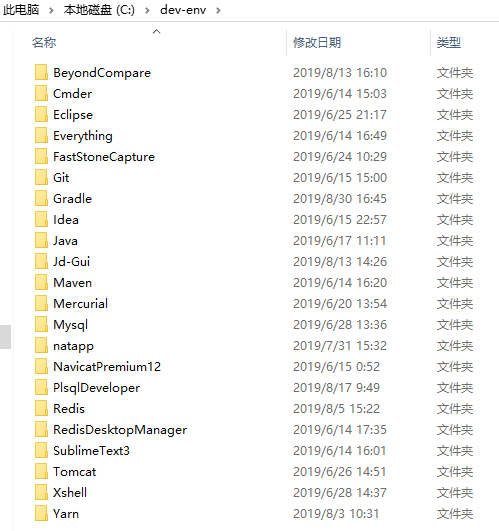 此电脑 › 本地磁盘 (C:) › dev-env ›
名称 修改日期 类型
BeyondCompare 2019/8/13 16:10 文件夹
Cmder 2019/6/14 15:03 文件夹
Eclipse 2019/6/25 21:17 文件夹
Everything 2019/6/14 16:49 文件夹
FastStoneCapture 2019/6/24 10:29 文件夹
Git 2019/6/15 15:00 文件夹
Gradle 2019/8/30 16:45 文件夹
Idea 2019/6/15 22:57 文件夹
Java 2019/6/17 11:11 文件夹
Jd-Gui 2019/8/13 14:26 文件夹
Maven 2019/6/14 16:20 文件夹
Mercurial 2019/6/20 13:54 文件夹
Mysql 2019/6/28 13:36 文件夹
natapp 2019/7/31 15:32 文件夹
NavicatPremium12 2019/6/15 0:52 文件夹
PlsqlDeveloper 2019/8/17 9:49 文件夹
Redis 2019/8/5 15:22 文件夹
RedisDesktopManager 2019/6/14 17:35 文件夹
SublimeText3 2019/6/14 16:01 文件夹
Tomcat 2019/6/26 14:51 文件夹
Xshell 2019/6/28 14:37 文件夹
Yarn 2019/8/3 10:31 文件夹